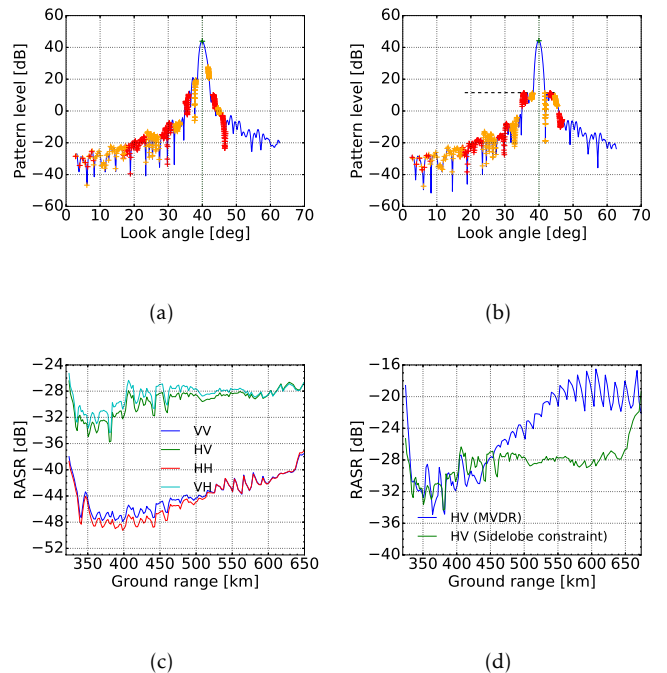 60
40
20
0
−20
−40
−60
0 10 20 30 40 50 60 70
Pattern level [dB]
Look angle [deg]
(a)
60
40
20
0
−20
−40
−60
0 10 20 30 40 50 60 70
Pattern level [dB]
Look angle [deg]
(b)
−24
−28
−32
−36
−40
−44
−48
−52
350 400 450 500 550 600 650
RASR [dB]
Ground range [km]
VV
HV
HH
VH
(c)
−16
−20
−24
−28
−32
−36
−40
350 400 450 500 550 600 650
RASR [dB]
Ground range [km]
HV (MVDR)
HV (Sidelobe constraint)
(d)